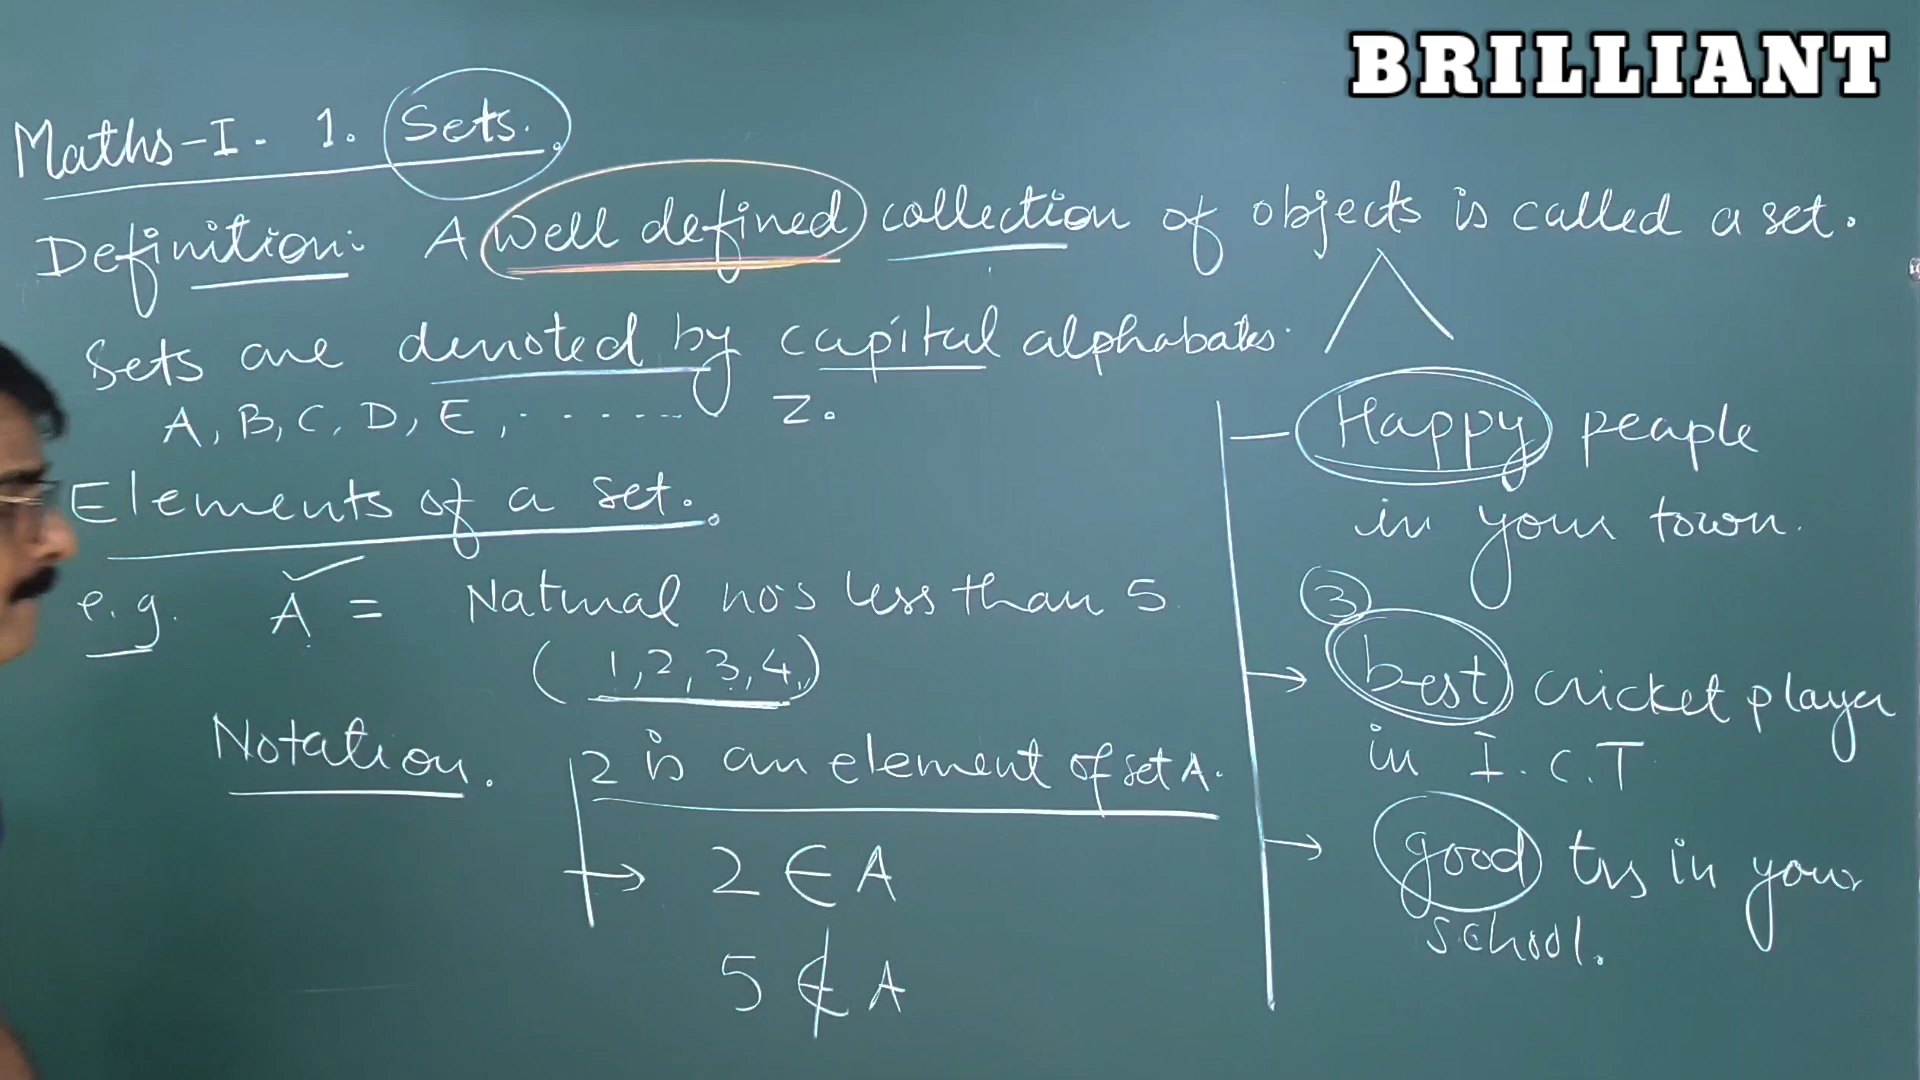 BRILLIANT
Maths-I. 1. Sets.
Definition: A well defined collection of objects is called a set.
Sets are denoted by capital alphabates.
A, B, C, D, E, ....... Z.
Elements of a set.
e.g. A = Natural no's less than 5
(1,2,3,4,)
Notation. 2 is an element of set A.
→ 2 ∈ A
5 ∉ A
Happy people
in your town.
③
→ best cricket player
in I.C.T
→ good trs in your
school.